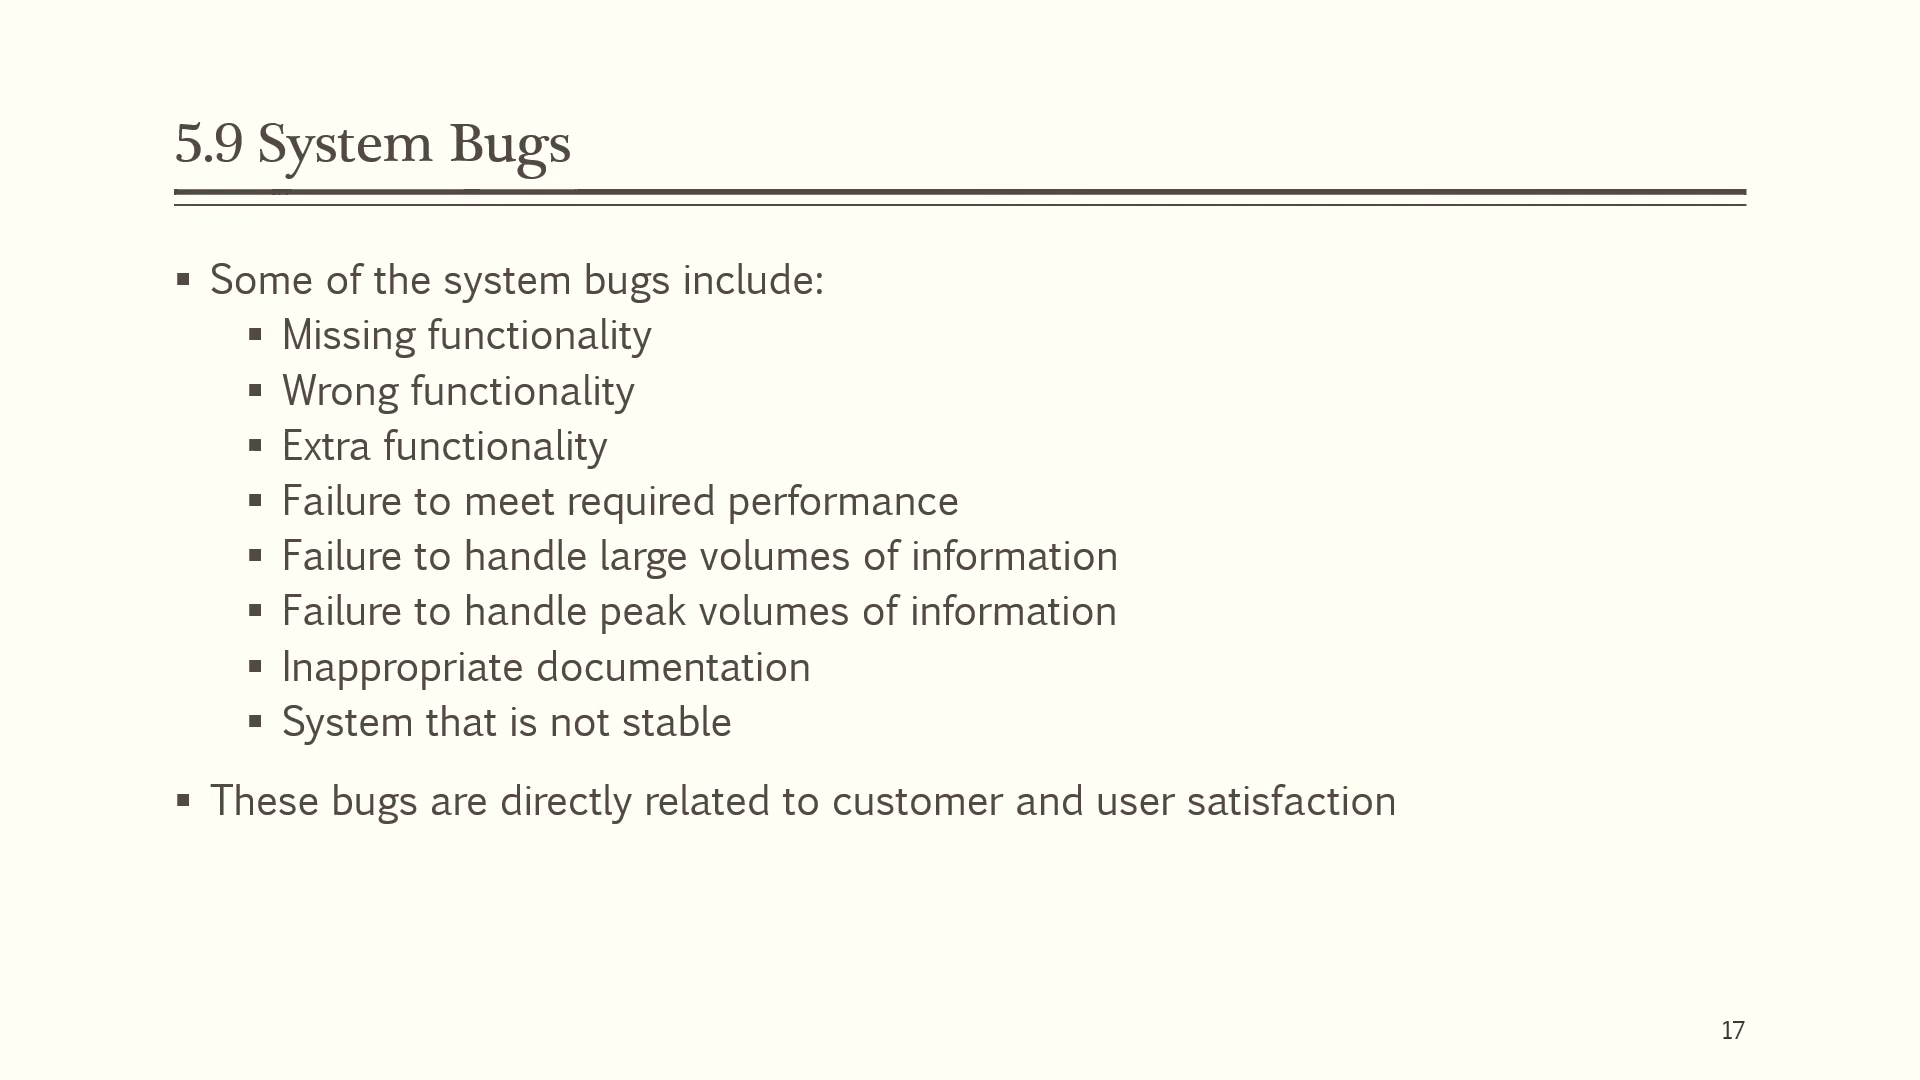 5.9 System Bugs
▪ Some of the system bugs include:
▪ Missing functionality
▪ Wrong functionality
▪ Extra functionality
▪ Failure to meet required performance
▪ Failure to handle large volumes of information
▪ Failure to handle peak volumes of information
▪ Inappropriate documentation
▪ System that is not stable
▪ These bugs are directly related to customer and user satisfaction
17